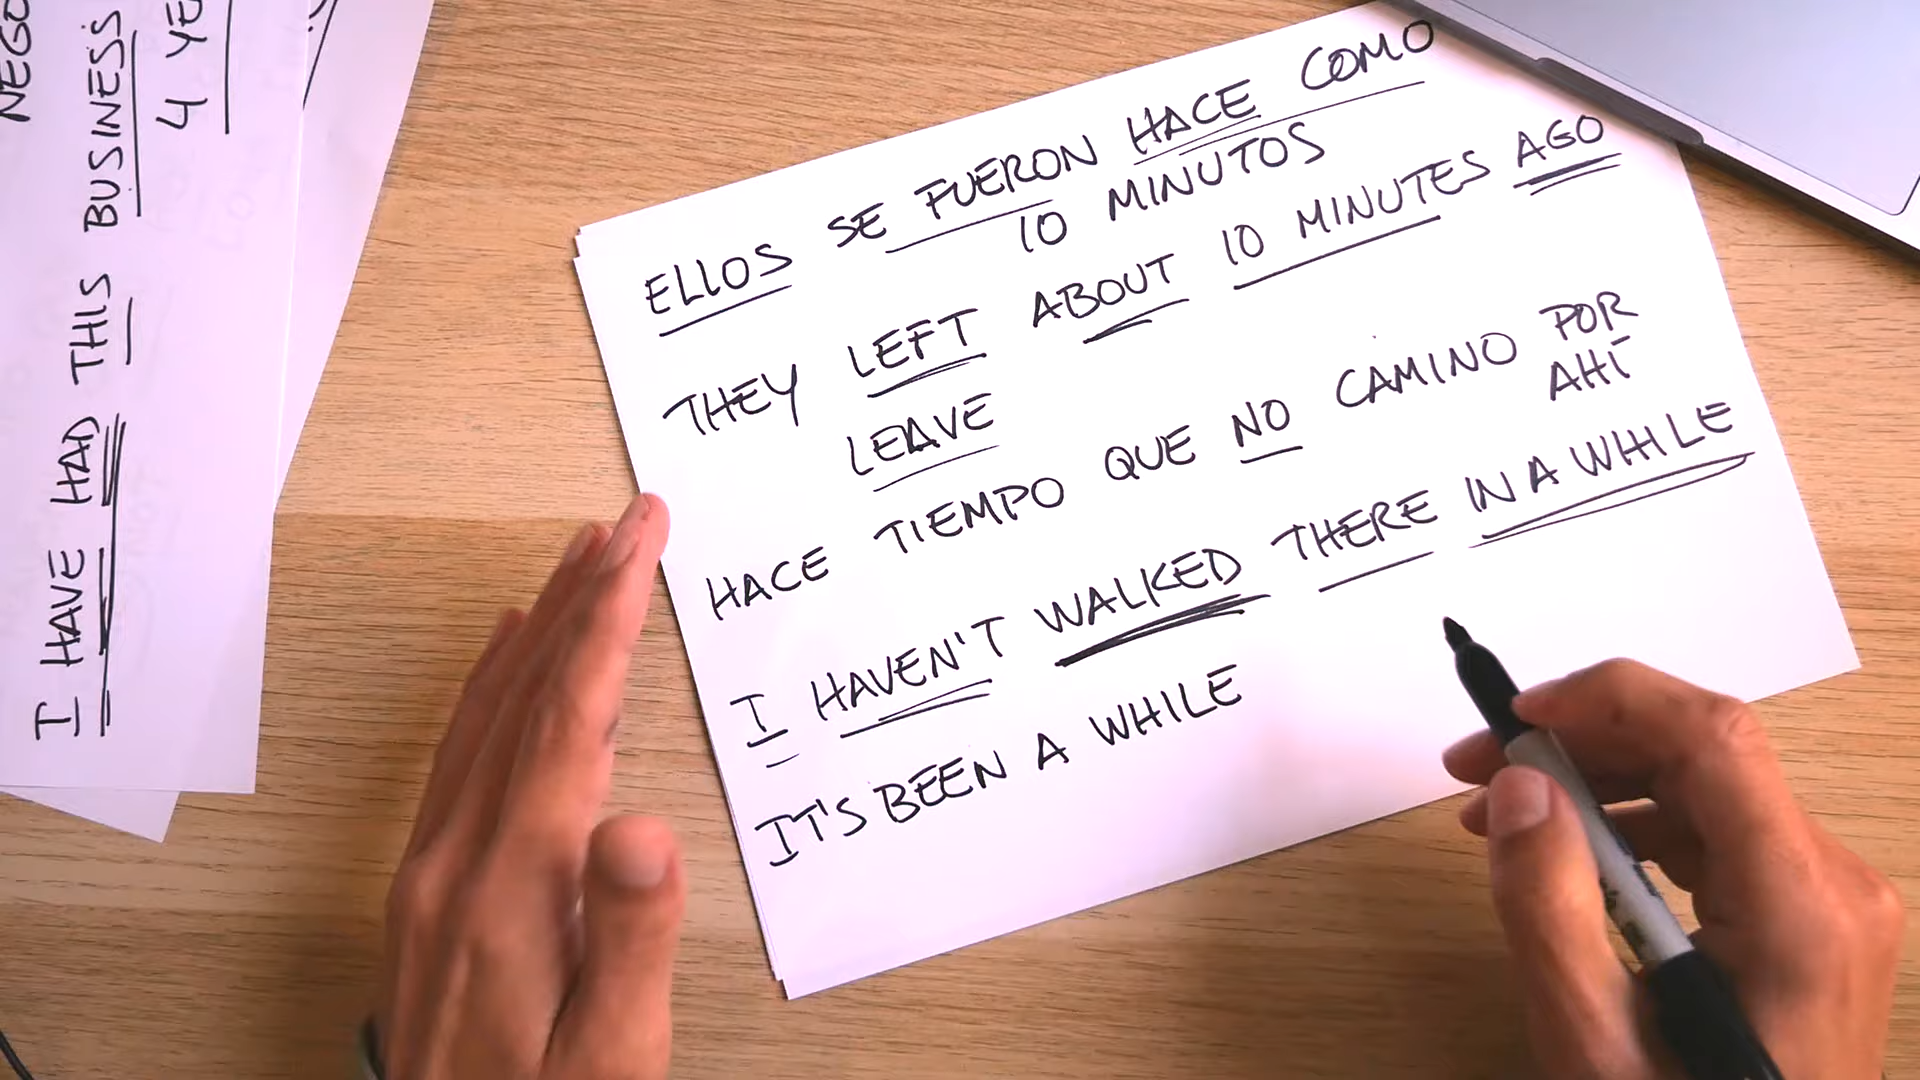 NEGO
I HAVE HAD THIS BUSINESS
4 YE
ELLOS SE FUERON HACE COMO
10 MINUTOS
THEY LEFT ABOUT 10 MINUTES AGO
LEAVE
HACE TIEMPO QUE NO CAMINO POR
AHÍ
I HAVEN'T WALKED THERE IN A WHILE
IT'S BEEN A WHILE